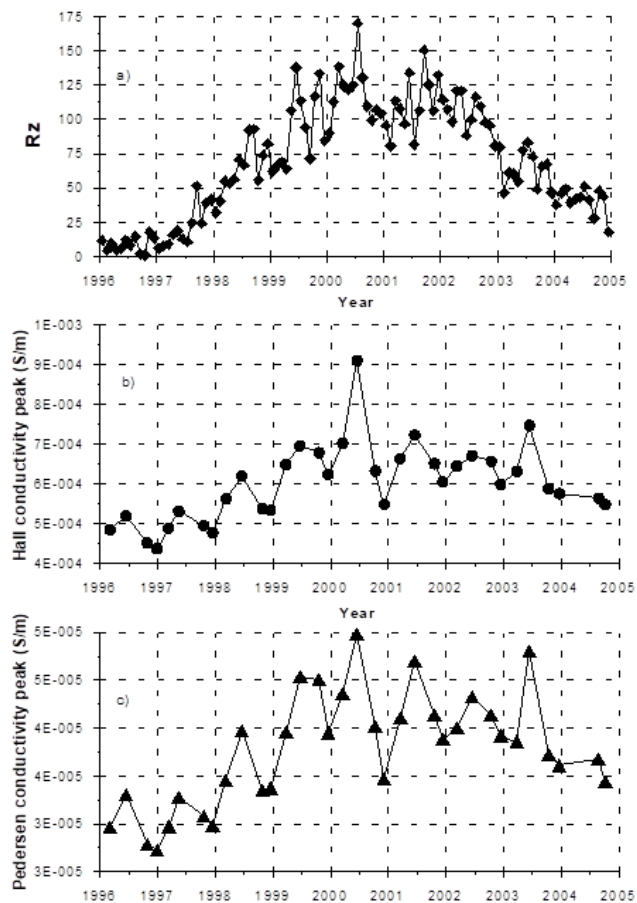 175
150
125
100
75
50
25
0
a)
Rz
1996 1997 1998 1999 2000 2001 2002 2003 2004 2005
Year
1E-003
9E-004
8E-004
7E-004
6E-004
5E-004
4E-004
b)
Hall conductivity peak (S/m)
1996 1997 1998 1999 2000 2001 2002 2003 2004 2005
Year
5E-005
5E-005
4E-005
4E-005
3E-005
3E-005
c)
Pedersen conductivity peak (S/m)
1996 1997 1998 1999 2000 2001 2002 2003 2004 2005